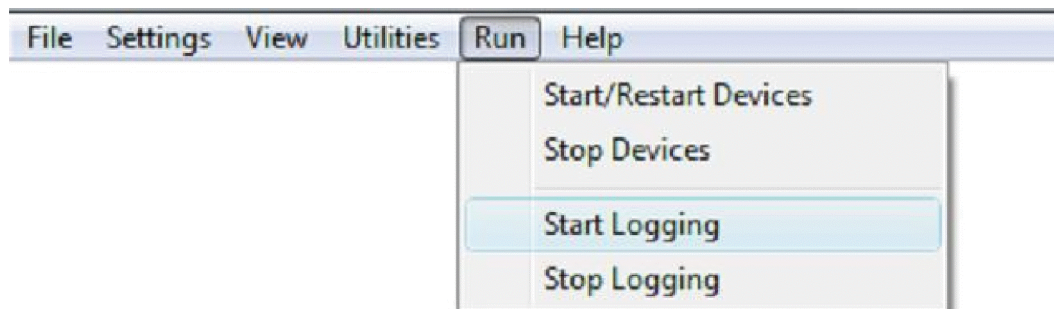 File Settings View Utilities Run Help
Start/Restart Devices
Stop Devices
Start Logging
Stop Logging